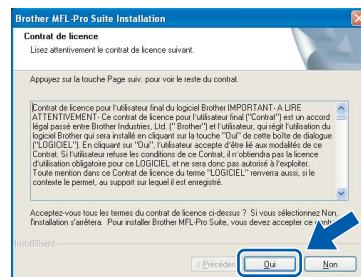 Brother MFL-Pro Suite Installation
Contrat de licence
Lisez attentivement le contrat de licence suivant.
Appuyez sur la touche Page suiv. pour voir le reste du contrat.
Contrat de licence pour l'utilisateur final du logiciel Brother IMPORTANT - A LIRE
ATTENTIVEMENT - Ce contrat de licence pour l'utilisateur final ("Contrat") est un accord
légal passé entre Brother Industries, Ltd. ("Brother") et l'utilisateur, qui régit l'utilisation du
logiciel Brother qui sera installé en cliquant sur la touche "Oui" de cette boîte de dialogue
("LOGICIEL"). En cliquant sur "Oui", l'utilisateur accepte d'être lié aux modalités de ce
Contrat. Si l'utilisateur refuse les conditions de ce Contrat, il n'obtiendra pas la licence
d'utilisation obligatoire pour ce LOGICIEL et ne sera donc pas autorisé à l'exploiter.
Toute mention dans ce Contrat de licence du terme "LOGICIEL" renverra aussi, si le
contexte le permet, au support sur lequel il est enregistré.
Acceptez-vous tous les termes du contrat de licence ci-dessus ? Si vous sélectionnez Non,
l'installation s'arrêtera. Pour installer Brother MFL-Pro Suite, vous devez accepter ce
InstallShield
< Précédent
Oui
Non